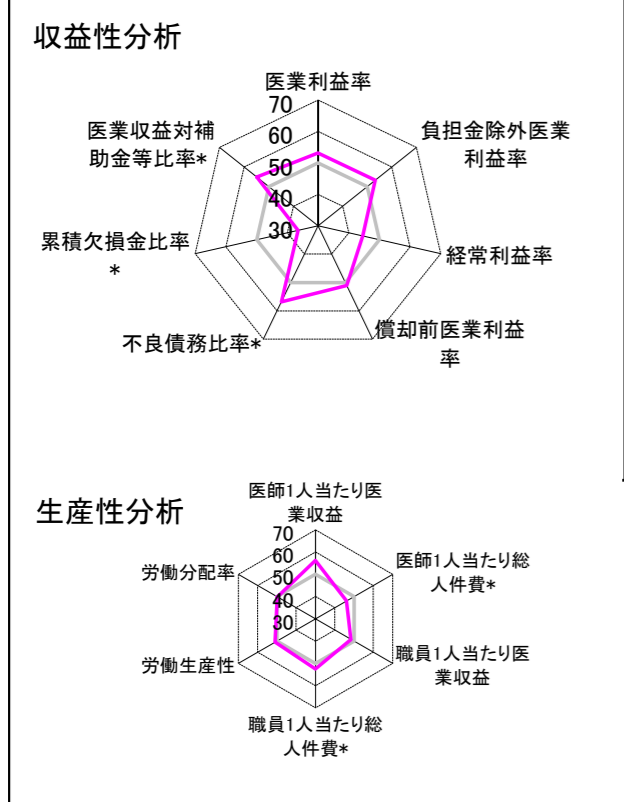 収益性分析
医業利益率
70
60
50
40
30
負担金除外医業
利益率
経常利益率
償却前医業利益
率
不良債務比率*
累積欠損金比率
*
医業収益対補
助金等比率*
生産性分析
医師1人当たり医
業収益
70
60
50
40
30
医師1人当たり総
人件費*
職員1人当たり医
業収益
職員1人当たり総
人件費*
労働生産性
労働分配率